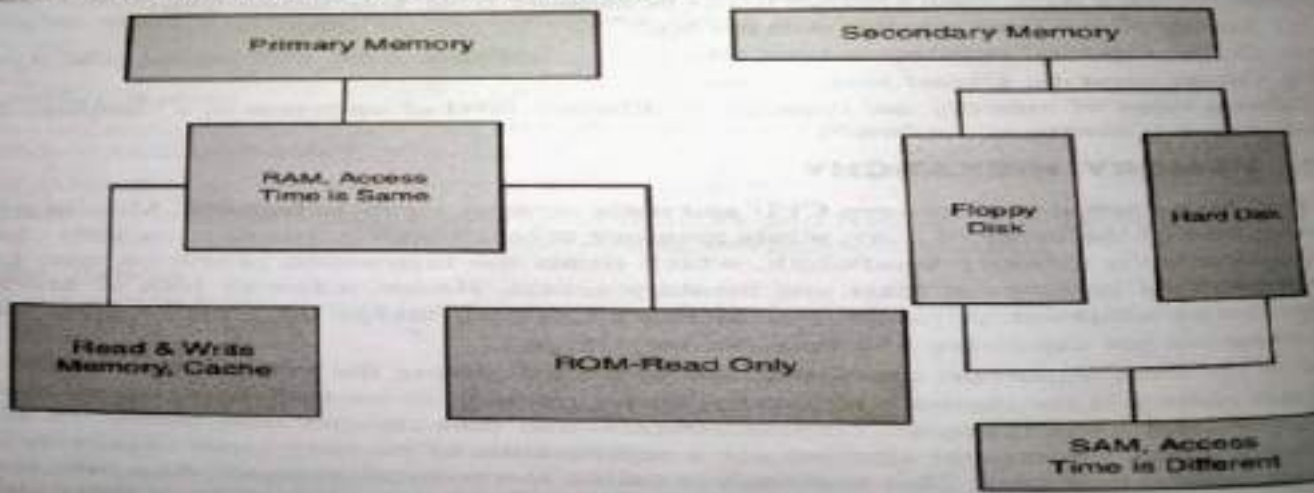 Primary Memory
Secondary Memory
RAM, Access
Time is Same
Floppy
Disk
Hard Disk
Read & Write
Memory, Cache
ROM-Read Only
SAM, Access
Time is Different